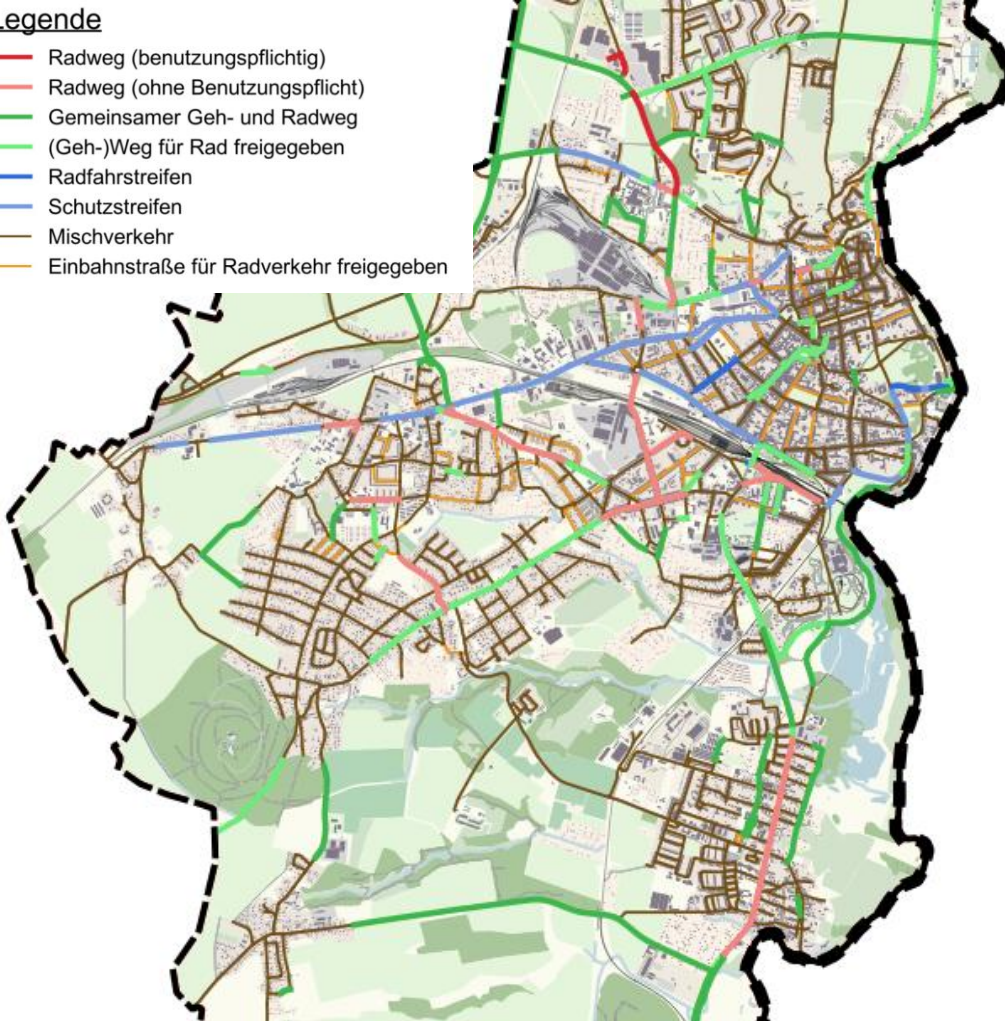 Legende
Radweg (benutzungspflichtig)
Radweg (ohne Benutzungspflicht)
Gemeinsamer Geh- und Radweg
(Geh-)Weg für Rad freigegeben
Radfahrstreifen
Schutzstreifen
Mischverkehr
Einbahnstraße für Radverkehr freigegeben